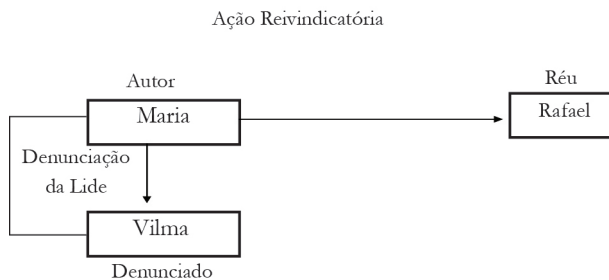 Ação Reivindicatória
Autor
Réu
Maria
Rafael
Denunciação
da Lide
Vilma
Denunciado